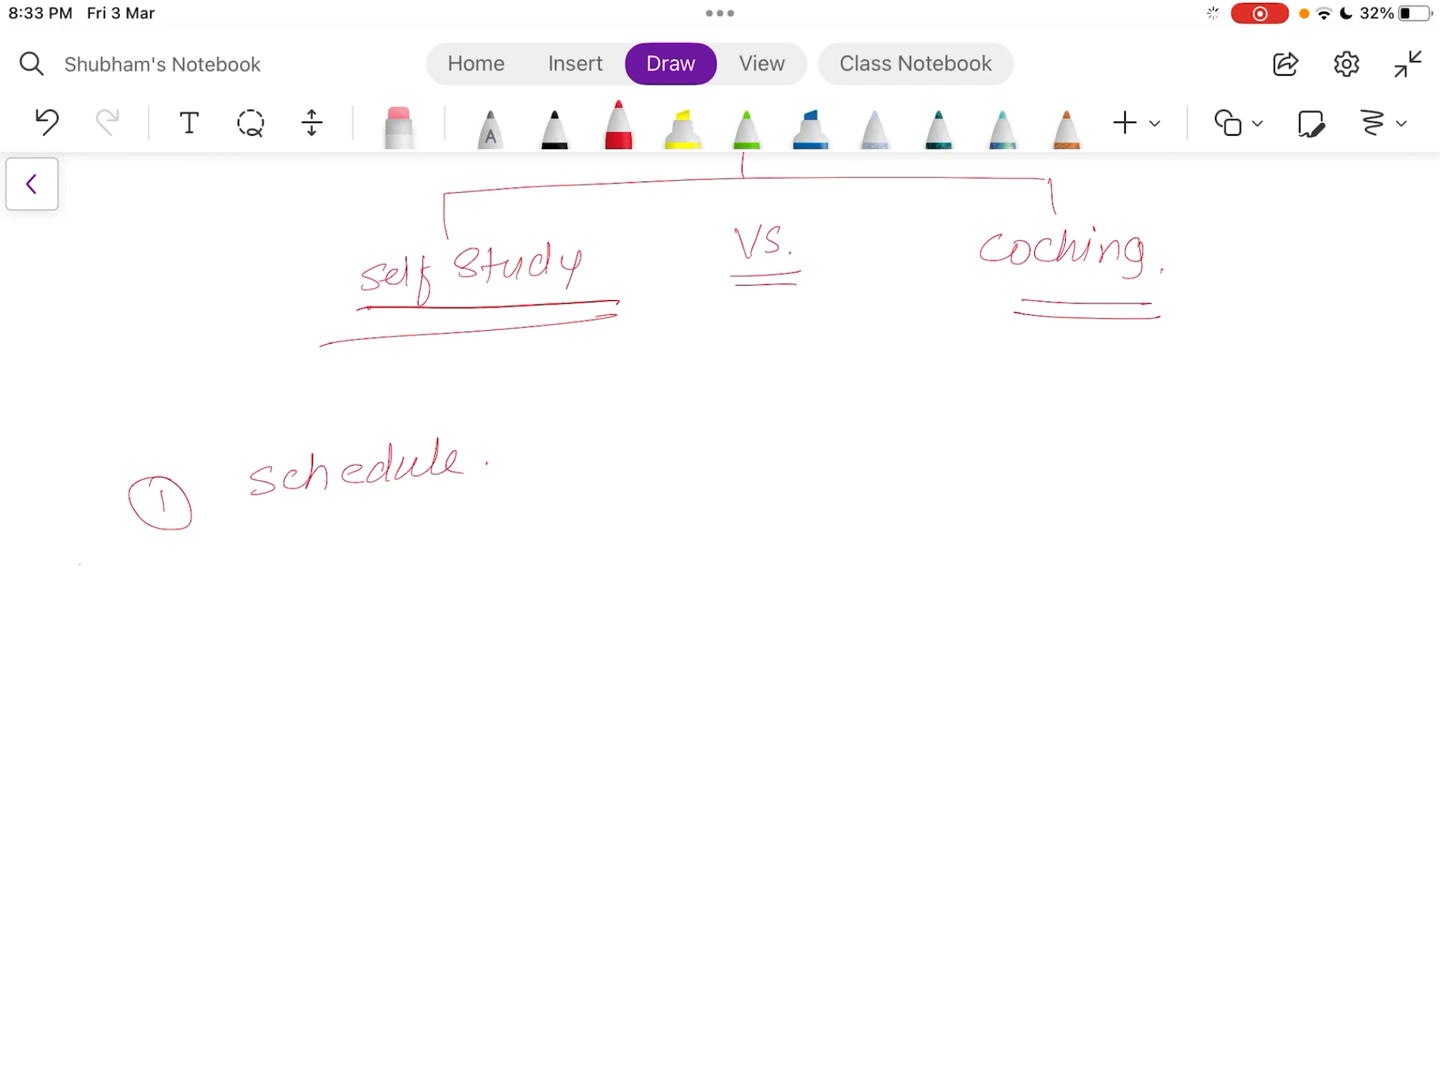 8:33 PM Fri 3 Mar 32%
Shubham's Notebook Home Insert Draw View Class Notebook
T A
self Study vs. Coching.
1 schedule.